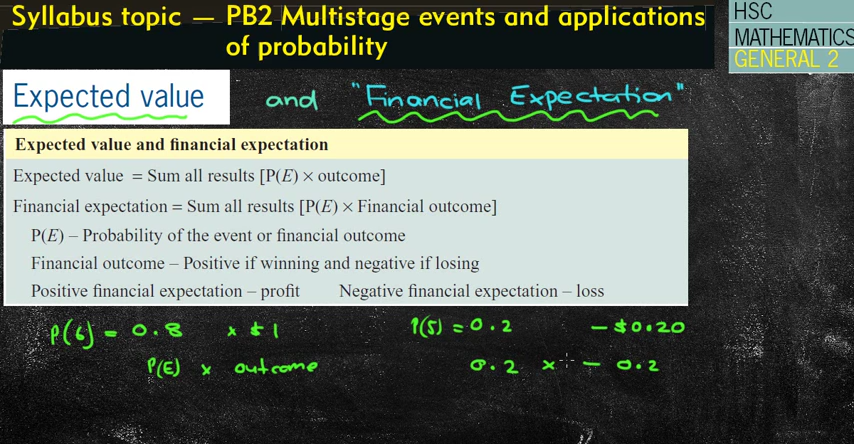 Syllabus topic — PB2 Multistage events and applications
of probability
HSC
MATHEMATICS
GENERAL 2
Expected value and "Financial Expectation"
Expected value and financial expectation
Expected value = Sum all results [P(E) × outcome]
Financial expectation = Sum all results [P(E) × Financial outcome]
P(E) – Probability of the event or financial outcome
Financial outcome – Positive if winning and negative if losing
Positive financial expectation – profit Negative financial expectation – loss
P(6) = 0.8 x $1 P(5) = 0.2 - $0.20
P(E) x outcome 0.2 x - 0.2